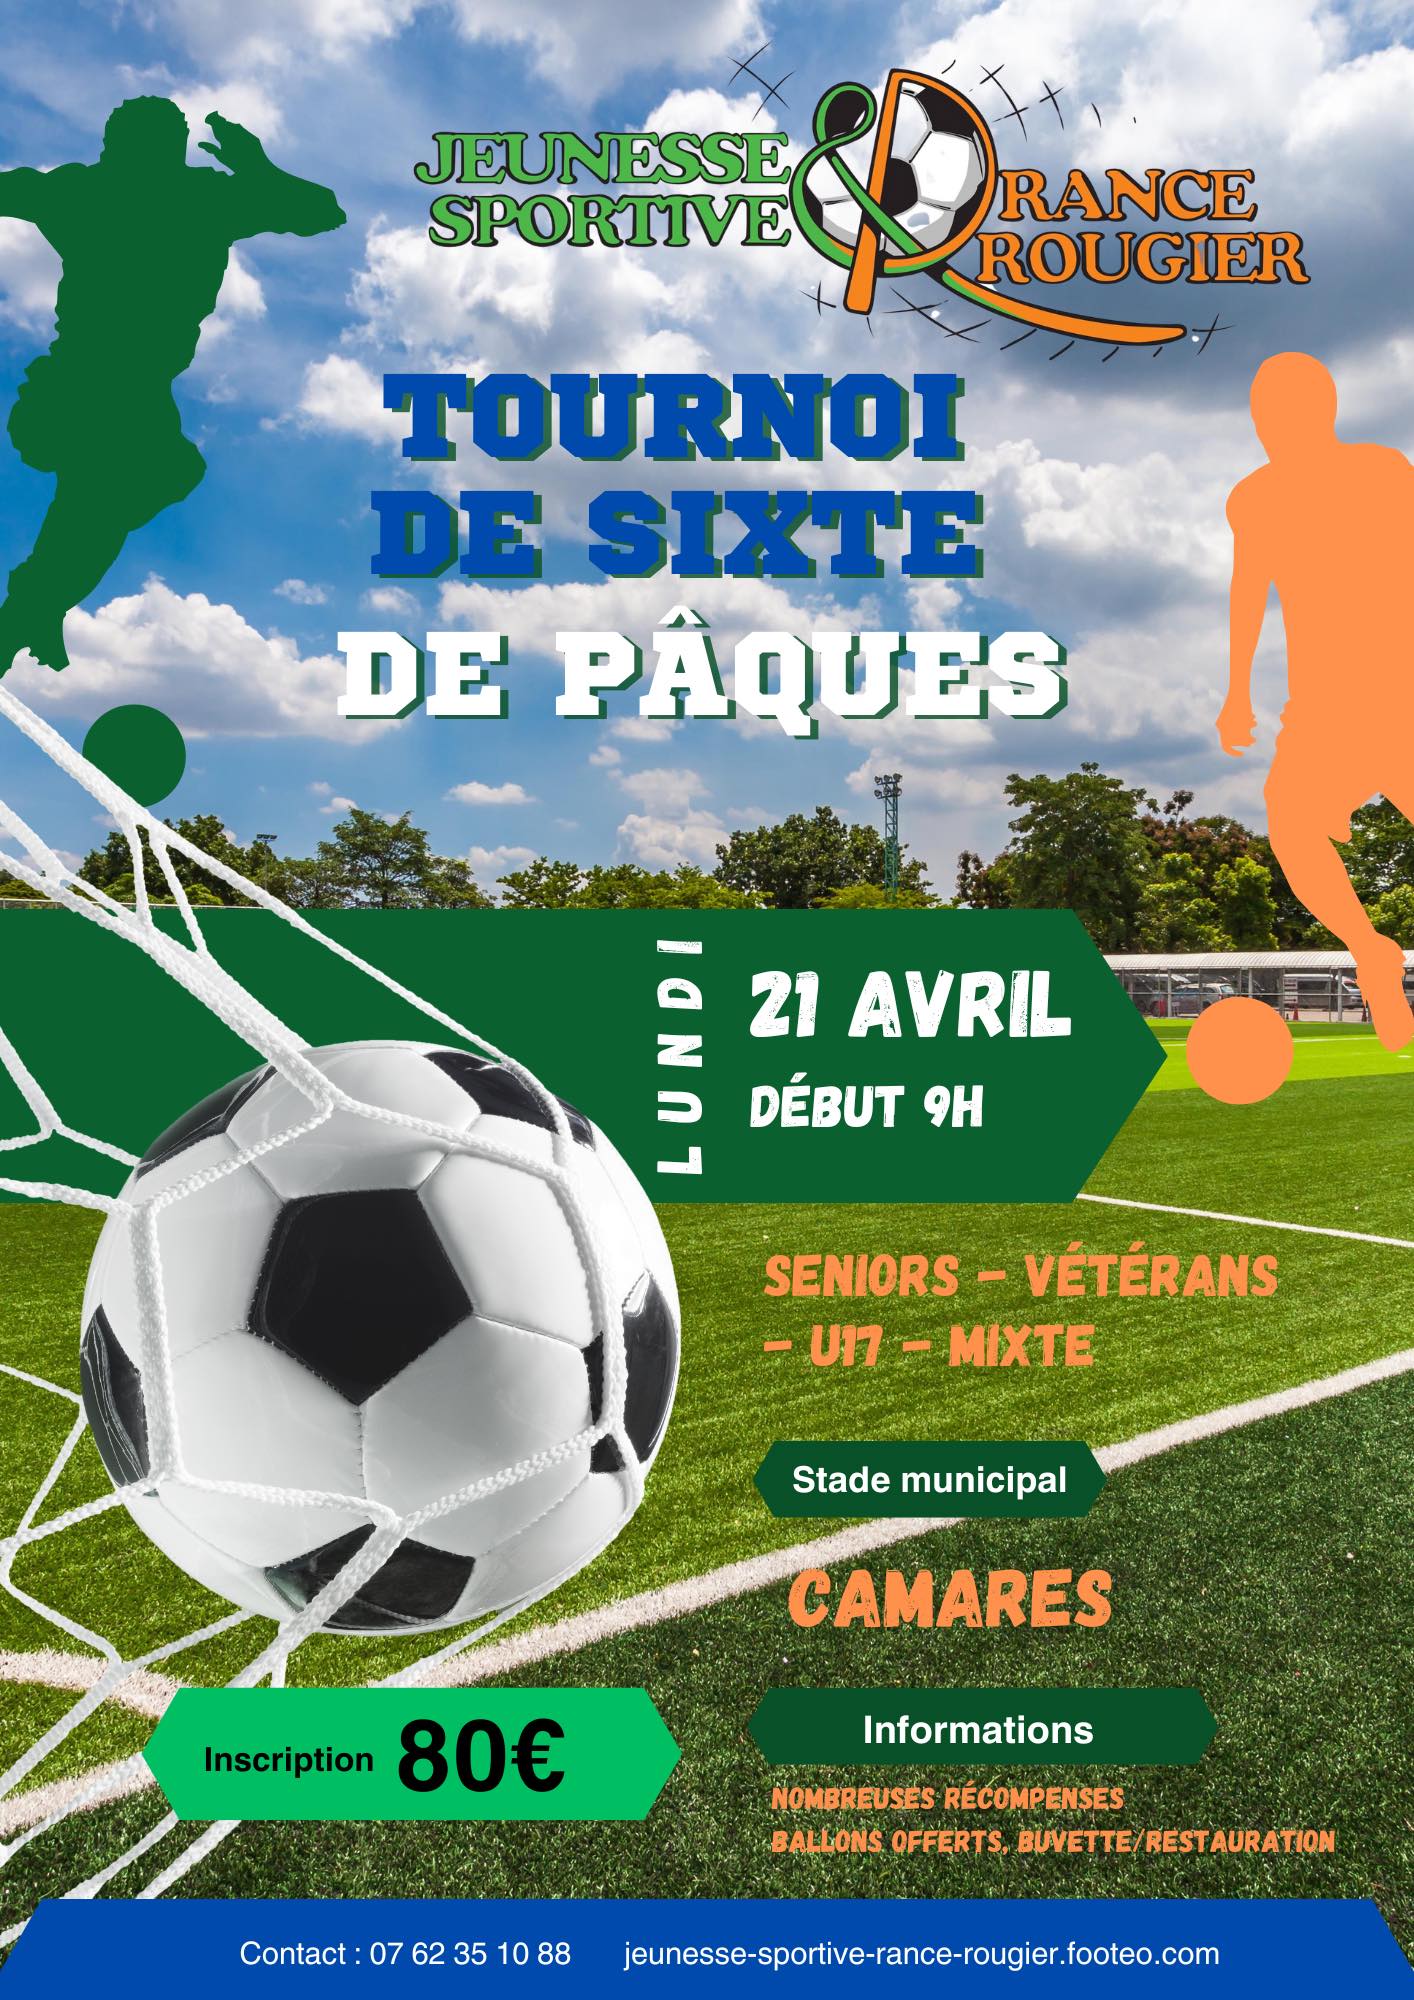 JEUNESSE
SPORTIVE
RANCE
ROUGIER
TOURNOI
DE SIXTE
DE PÂQUES
LUNDI
21 AVRIL
DÉBUT 9H
SENIORS – VÉTÉRANS
– U17 – MIXTE
Stade municipal
CAMARES
Inscription 80€
Informations
NOMBREUSES RÉCOMPENSES
BALLONS OFFERTS, BUVETTE/RESTAURATION
Contact : 07 62 35 10 88 jeunesse-sportive-rance-rougier.footeo.com